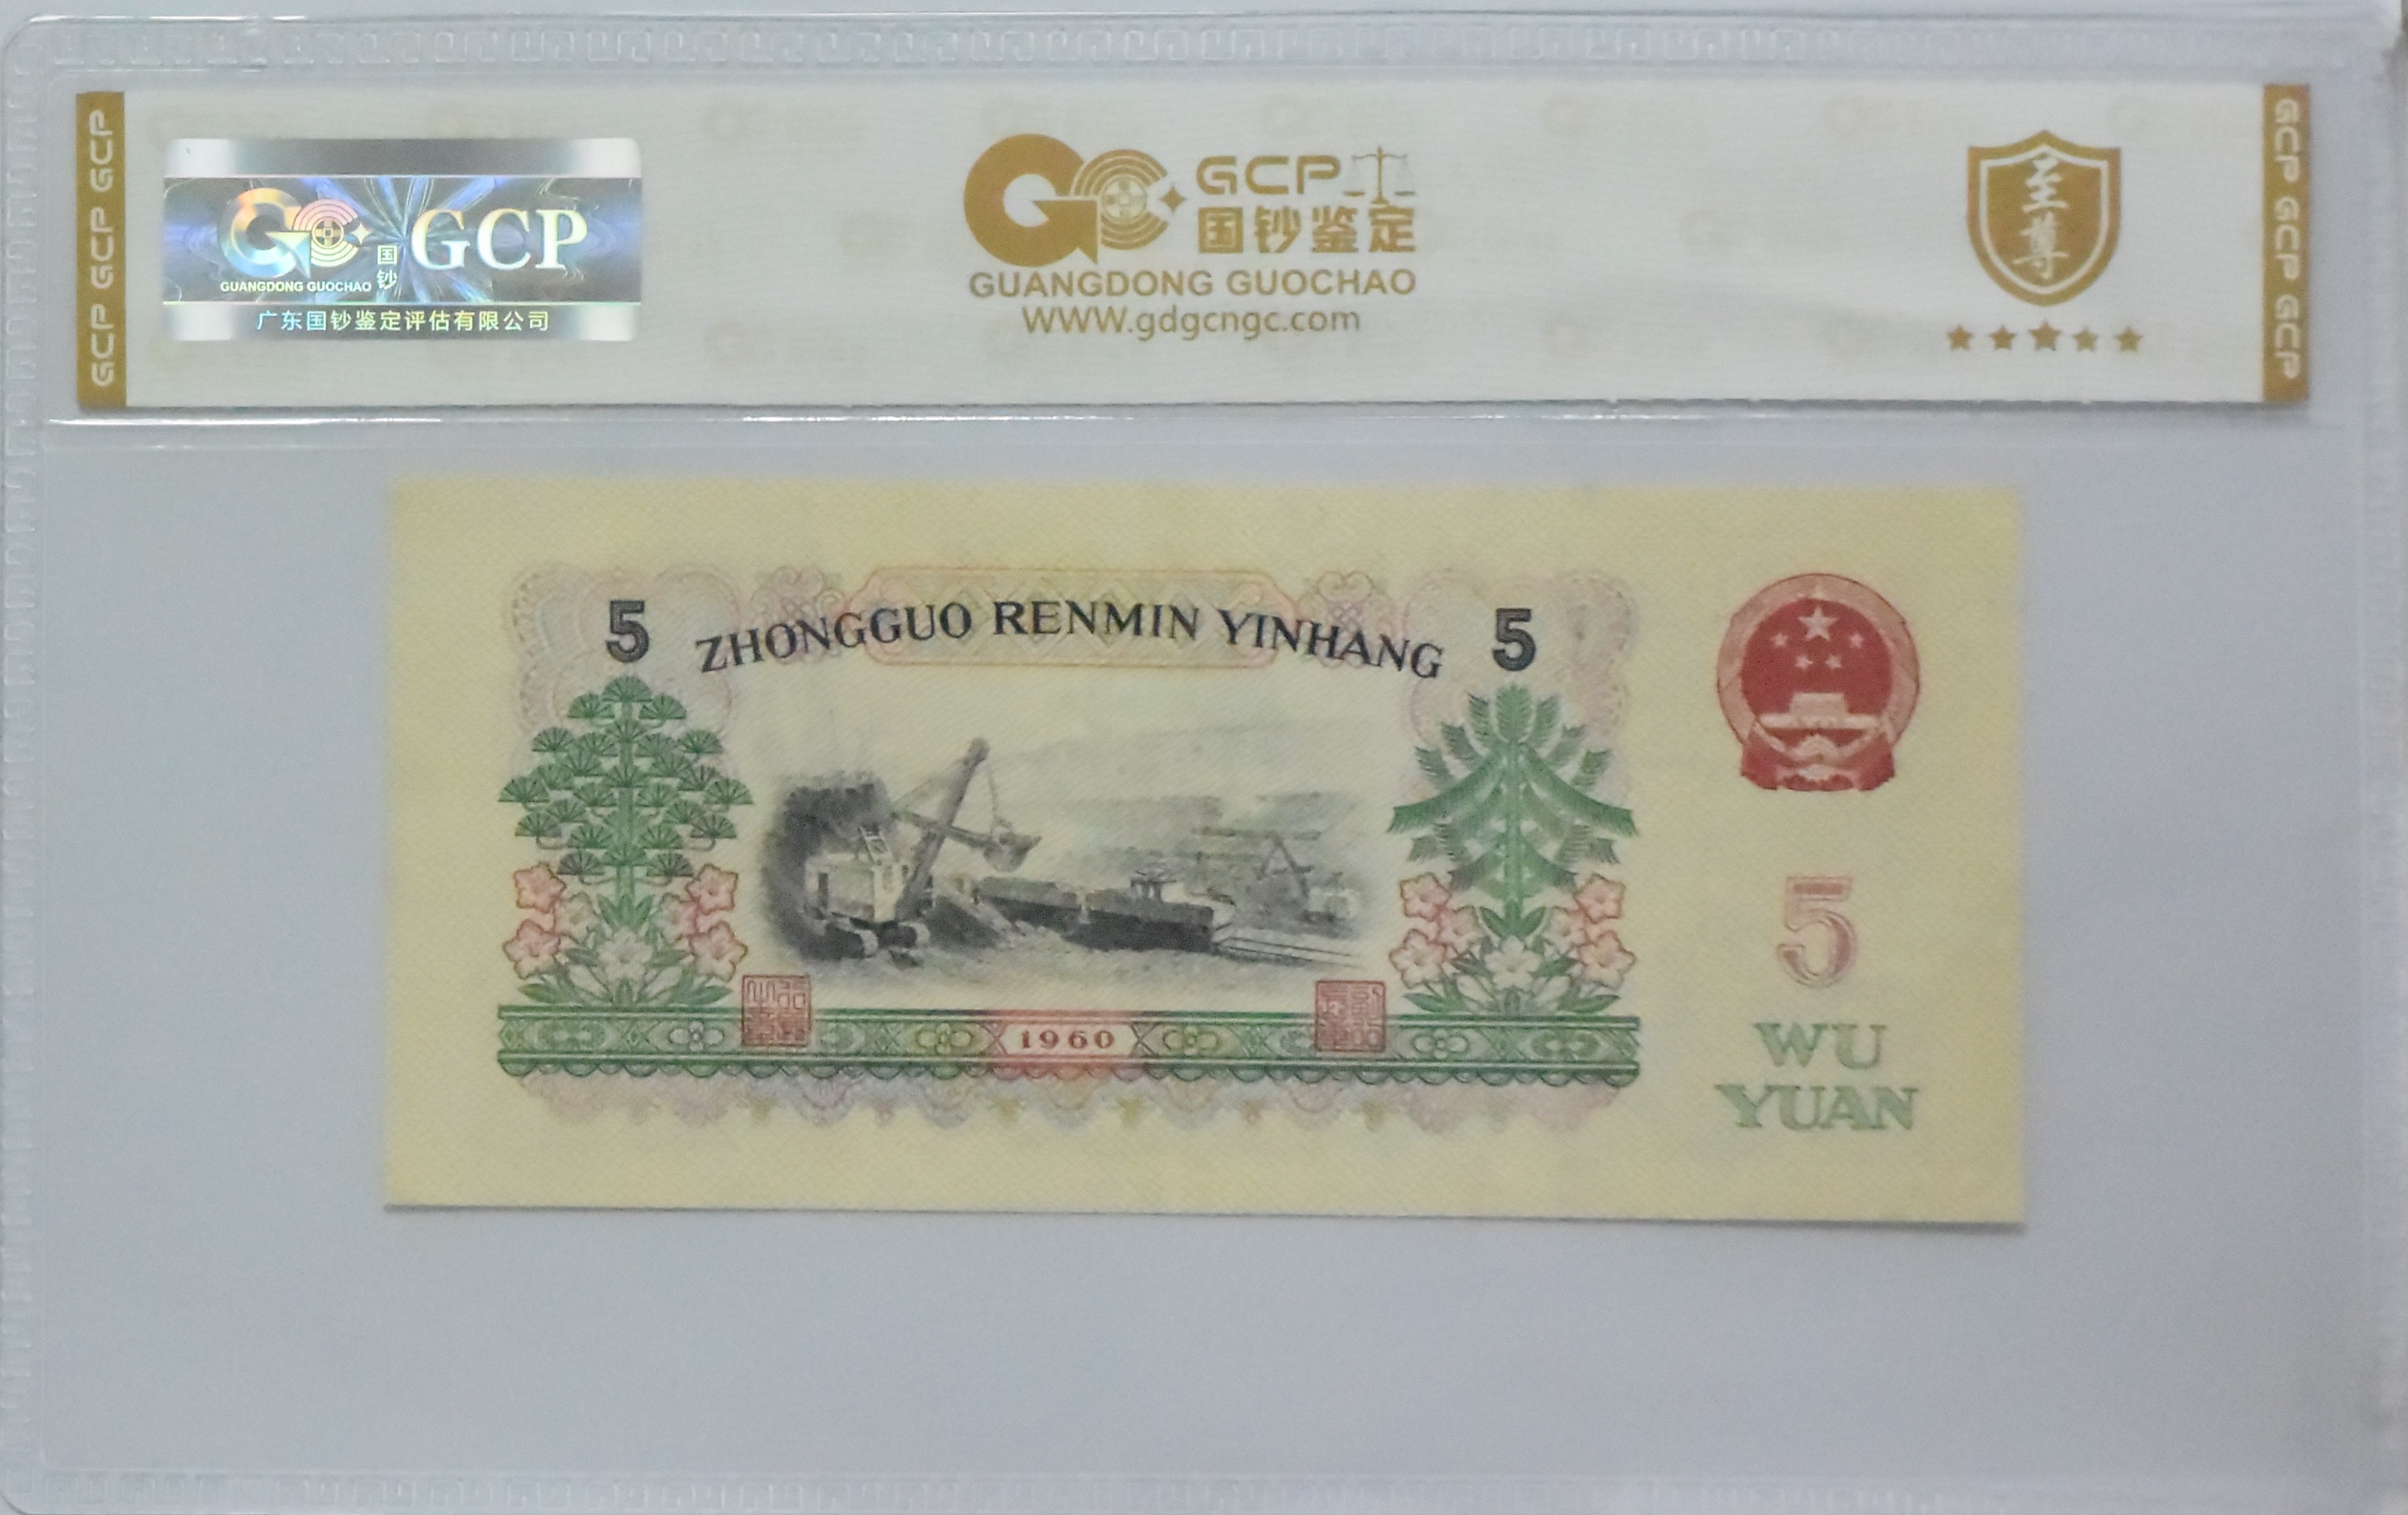 GCP GCP GCP
GCP
国钞
GUANGDONG GUOCHAO
广东国钞鉴定评估有限公司
GCP
国钞鉴定
GUANGDONG GUOCHAO
WWW.gdgcngc.com
至尊
GCP GCP GCP
5 ZHONGGUO RENMIN YINHANG 5
1960
5
WU
YUAN